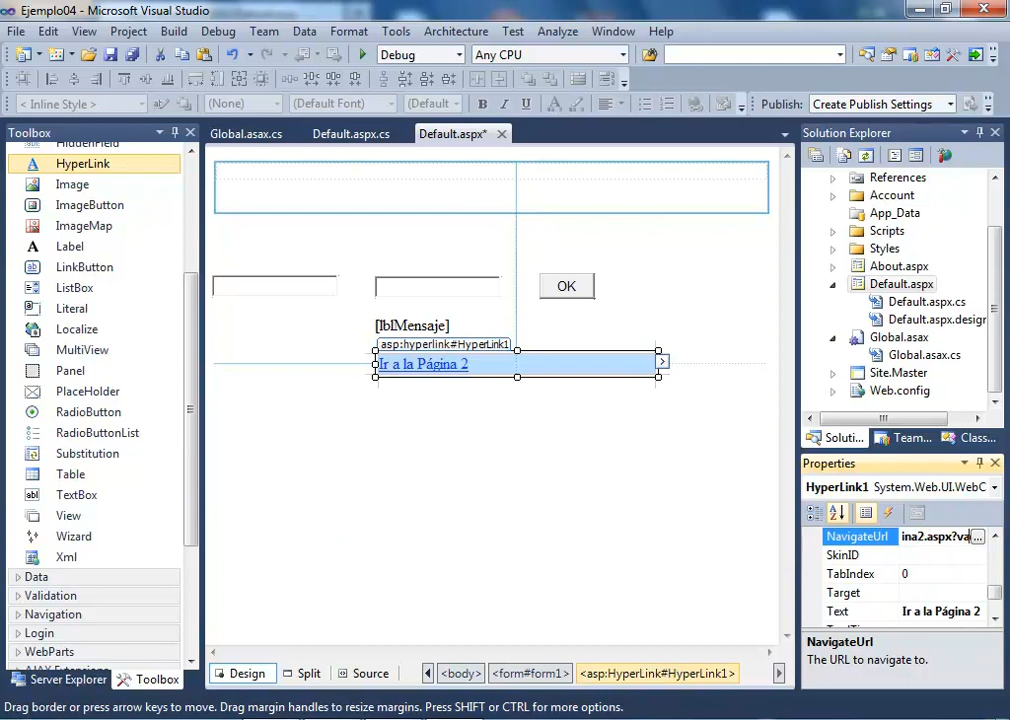 Ejemplo04 - Microsoft Visual Studio
File Edit View Project Build Debug Team Data Format Tools Architecture Test Analyze Window Help
Debug Any CPU
< Inline Style > (None) (Default Font) (Default B I U A Publish: Create Publish Settings
Toolbox
HiddenField
HyperLink
Image
ImageButton
ImageMap
Label
LinkButton
ListBox
Literal
Localize
MultiView
Panel
PlaceHolder
RadioButton
RadioButtonList
Substitution
Table
TextBox
View
Wizard
Xml
Data
Validation
Navigation
Login
WebParts
AJAX Extensions
Server Explorer Toolbox
Global.asax.cs Default.aspx.cs Default.aspx*
OK
[lblMensaje]
asp:hyperlink#HyperLink1
Ir a la Página 2
Design Split Source <body> <form#form1> <asp:HyperLink#HyperLink1>
Solution Explorer
References
Account
App_Data
Scripts
Styles
About.aspx
Default.aspx
Default.aspx.cs
Default.aspx.design
Global.asax
Global.asax.cs
Site.Master
Web.config
Soluti... Team... Class...
Properties
HyperLink1 System.Web.UI.WebC
NavigateUrl ina2.aspx?va ...
SkinID
TabIndex 0
Target
Text Ir a la Página 2
NavigateUrl
The URL to navigate to.
Drag border or press arrow keys to move. Drag margin handles to resize margins. Press SHIFT or CTRL for more options.